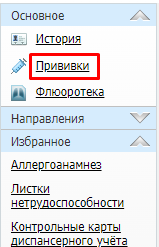 Основное
История
Прививки
Флюоротека
Направления
Избранное
Аллергоанамнез
Листки
нетрудоспособности
Контрольные карты
диспансерного учёта